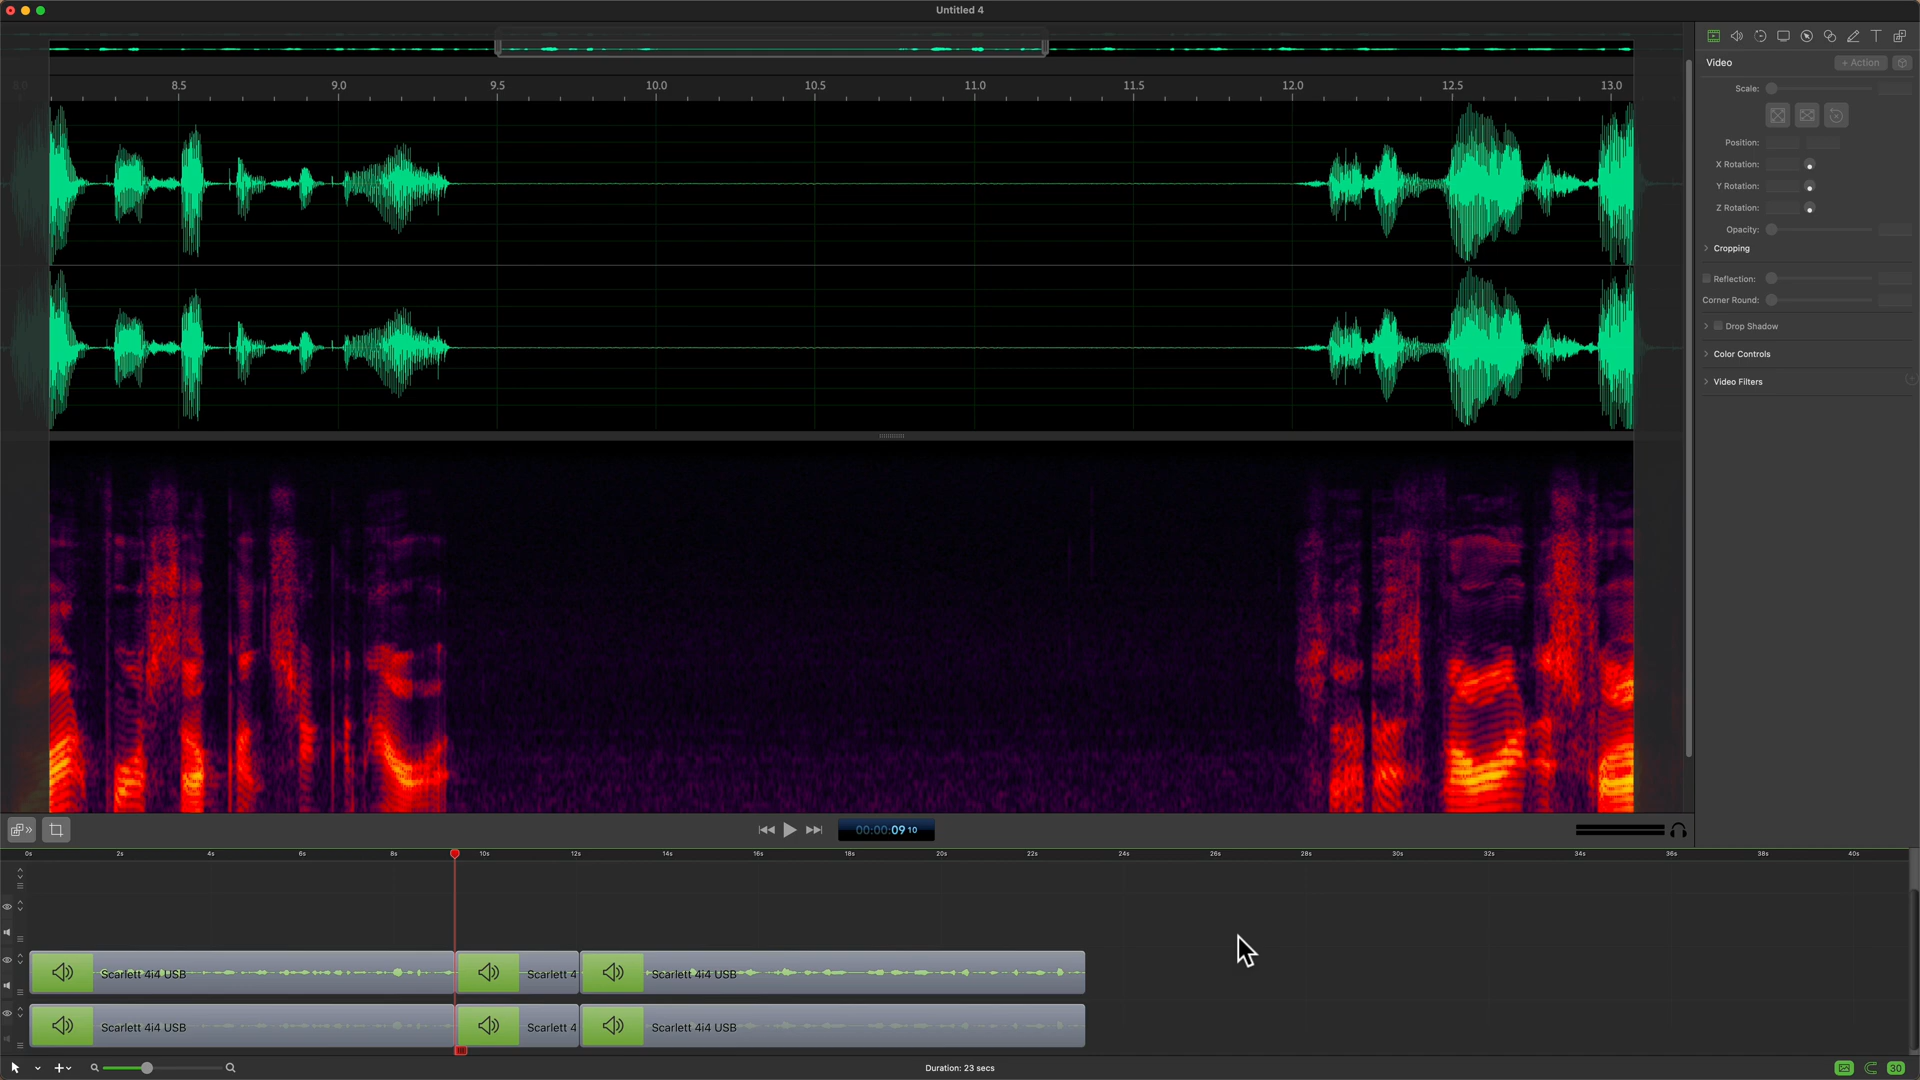 Untitled 4
8.0 8.5 9.0 9.5 10.0 10.5 11.0 11.5 12.0 12.5 13.0
Video
+ Action
Scale:
Position:
X Rotation:
Y Rotation:
Z Rotation:
Opacity:
Cropping
Reflection:
Corner Round:
Drop Shadow
Color Controls
Video Filters
00:00:09 10
0s 2s 4s 6s 8s 10s 12s 14s 16s 18s 20s 22s 24s 26s 28s 30s 32s 34s 36s 38s 40s
Scarlett 4i4 USB Scarlett 4 Scarlett 4i4 USB
Scarlett 4i4 USB Scarlett 4 Scarlett 4i4 USB
Duration: 23 secs
30